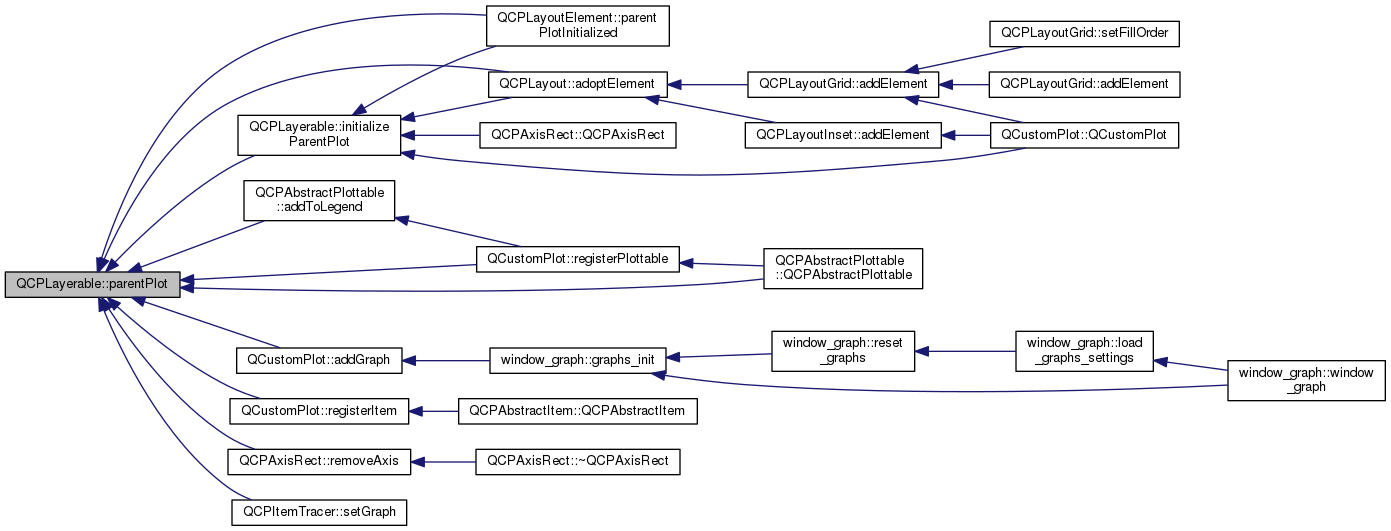 QCPLayerable::parentPlot
QCPLayoutElement::parent
PlotInitialized
QCPLayout::adoptElement
QCPLayerable::initialize
ParentPlot
QCPAxisRect::QCPAxisRect
QCPLayoutGrid::addElement
QCPLayoutInset::addElement
QCPLayoutGrid::setFillOrder
QCPLayoutGrid::addElement
QCustomPlot::QCustomPlot
QCPAbstractPlottable
::addToLegend
QCustomPlot::registerPlottable
QCPAbstractPlottable
::QCPAbstractPlottable
QCustomPlot::addGraph
window_graph::graphs_init
window_graph::reset
_graphs
window_graph::load
_graphs_settings
window_graph::window
_graph
QCustomPlot::registerItem
QCPAbstractItem::QCPAbstractItem
QCPAxisRect::removeAxis
QCPAxisRect::~QCPAxisRect
QCPItemTracer::setGraph